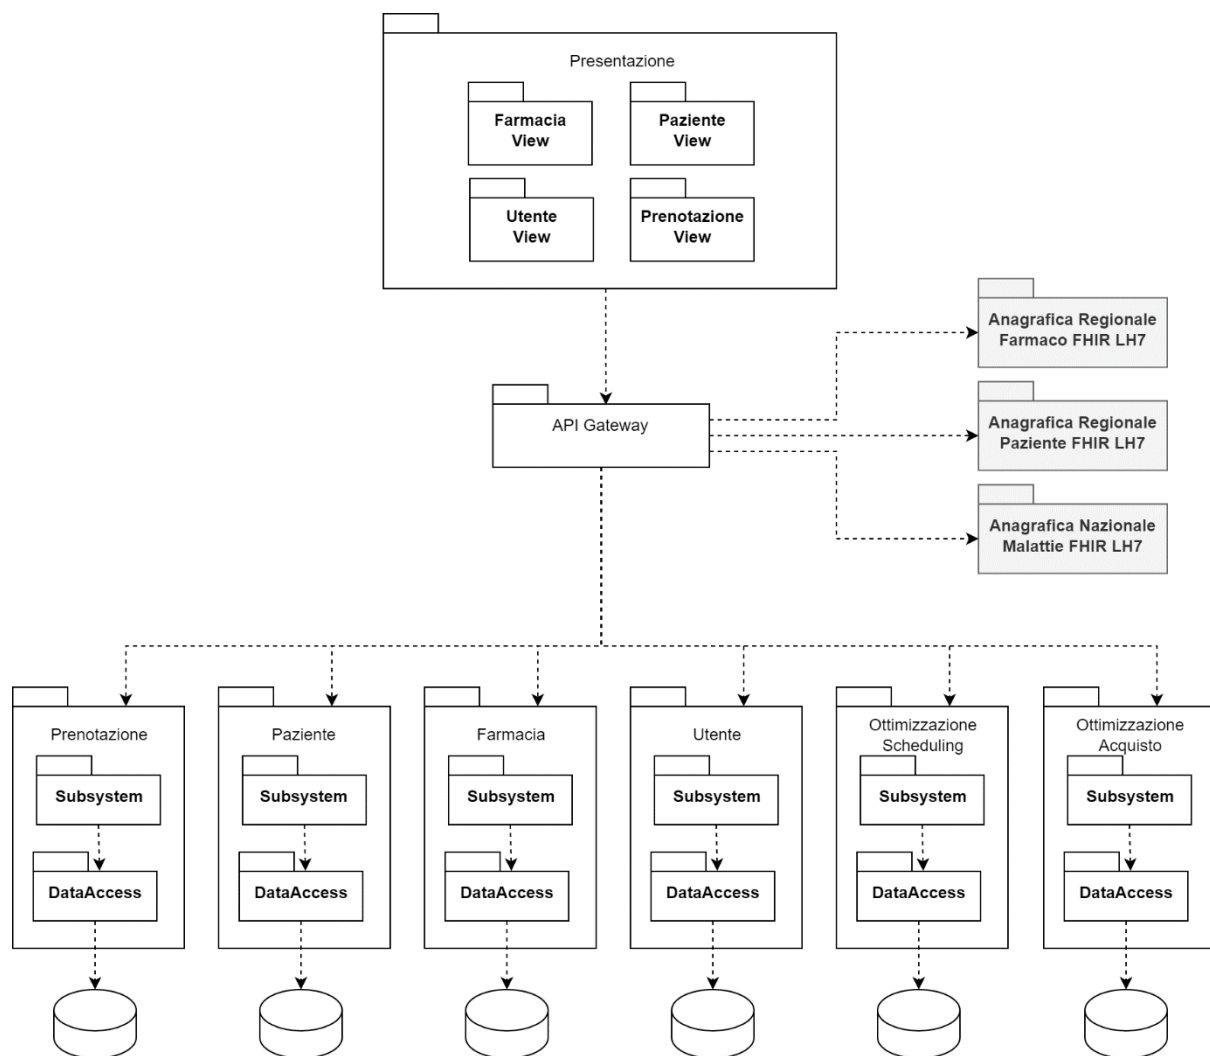 Presentazione
Farmacia
View
Paziente
View
Utente
View
Prenotazione
View
Anagrafica Regionale
Farmaco FHIR LH7
API Gateway
Anagrafica Regionale
Paziente FHIR LH7
Anagrafica Nazionale
Malattie FHIR LH7
Prenotazione
Subsystem
DataAccess
Paziente
Subsystem
DataAccess
Farmacia
Subsystem
DataAccess
Utente
Subsystem
DataAccess
Ottimizzazione
Scheduling
Subsystem
DataAccess
Ottimizzazione
Acquisto
Subsystem
DataAccess